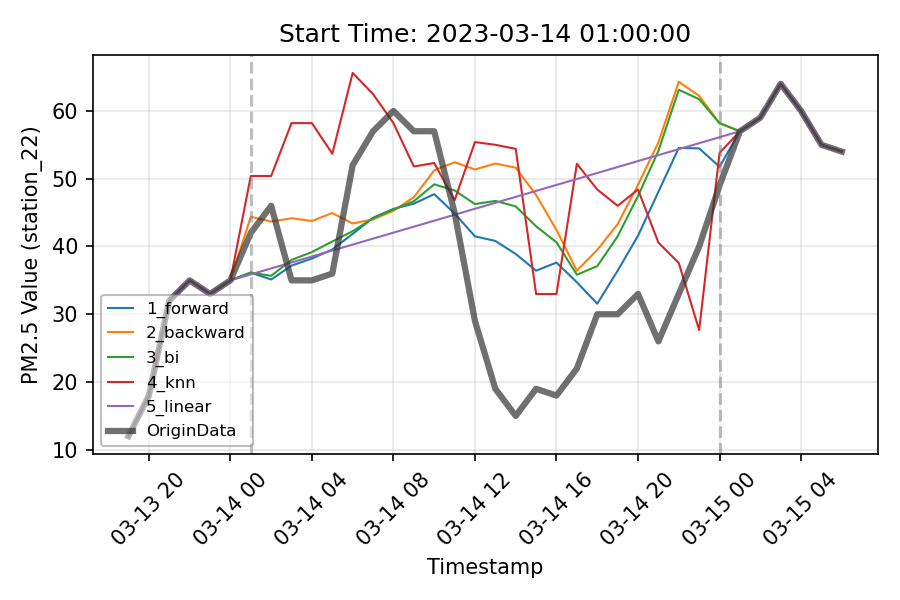 Start Time: 2023-03-14 01:00:00
PM2.5 Value (station_22)
60
50
40
30
20
10
1_forward
2_backward
3_bi
4_knn
5_linear
OriginData
03-13 20
03-14 00
03-14 04
03-14 08
03-14 12
03-14 16
03-14 20
03-15 00
03-15 04
Timestamp